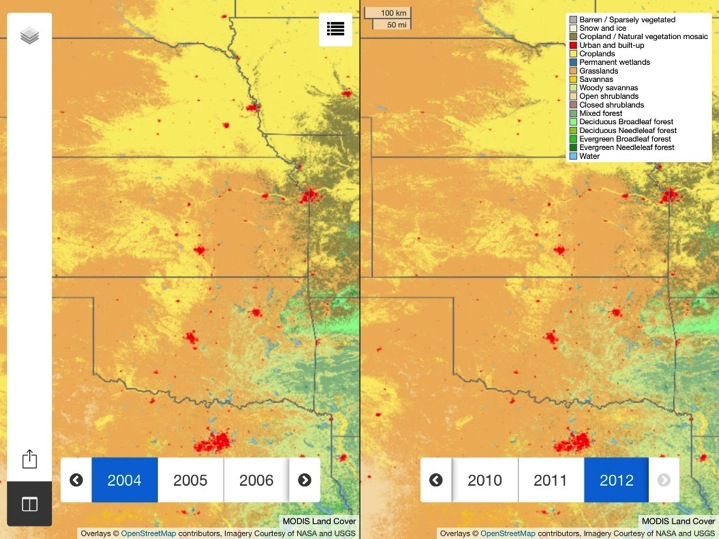 100 km
50 mi
Barren / Sparsely vegetated
Snow and ice
Cropland / Natural vegetation mosaic
Urban and built-up
Croplands
Permanent wetlands
Grasslands
Savannas
Woody savannas
Open shrublands
Closed shrublands
Mixed forest
Deciduous Broadleaf forest
Deciduous Needleleaf forest
Evergreen Broadleaf forest
Evergreen Needleleaf forest
Water
2004 2005 2006
2010 2011 2012
MODIS Land Cover
MODIS Land Cover
Overlays © OpenStreetMap contributors, Imagery Courtesy of NASA and USGS
Overlays © OpenStreetMap contributors, Imagery Courtesy of NASA and USGS